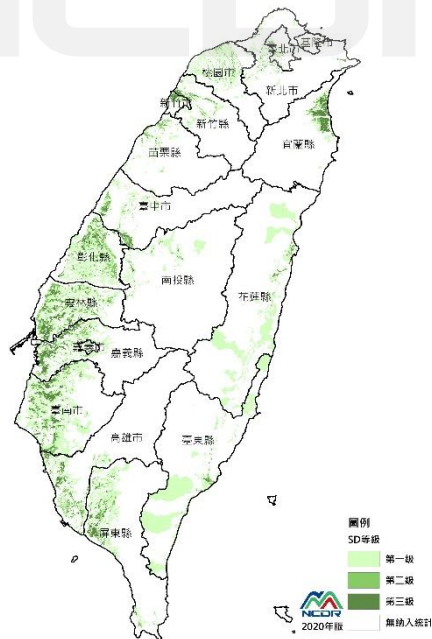 NCDR
基隆市
臺北市
桃園市
新北市
新竹市
新竹縣
苗栗縣
宜蘭縣
臺中市
彰化縣
南投縣
花蓮縣
雲林縣
嘉義市
嘉義縣
臺南市
高雄市
臺東縣
屏東縣
圖例
SD等級
第一級
第二級
第三級
無納入統計
NCDR
2020年版